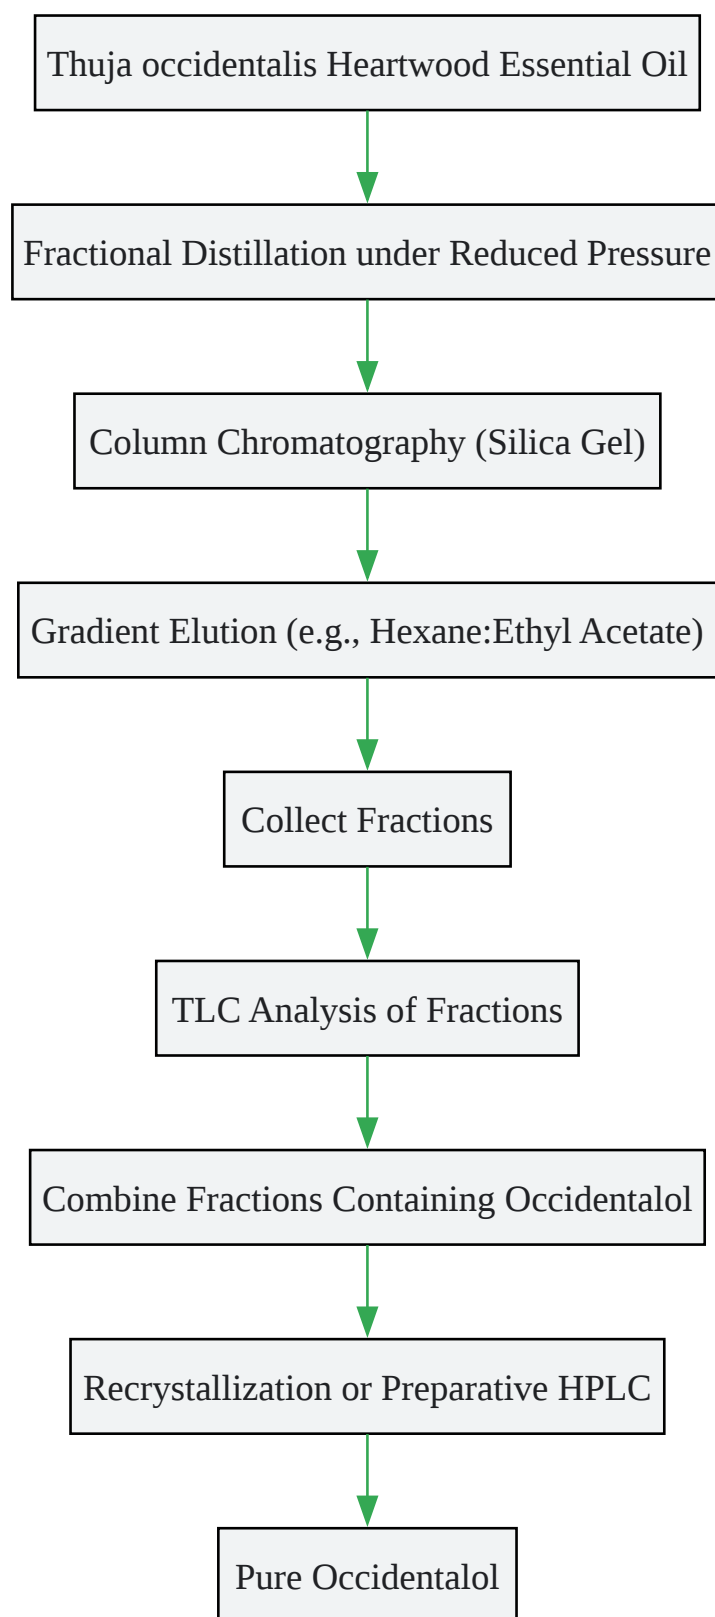 Thuja occidentalis Heartwood Essential Oil
Fractional Distillation under Reduced Pressure
Column Chromatography (Silica Gel)
Gradient Elution (e.g., Hexane:Ethyl Acetate)
Collect Fractions
TLC Analysis of Fractions
Combine Fractions Containing Occidentalol
Recrystallization or Preparative HPLC
Pure Occidentalol